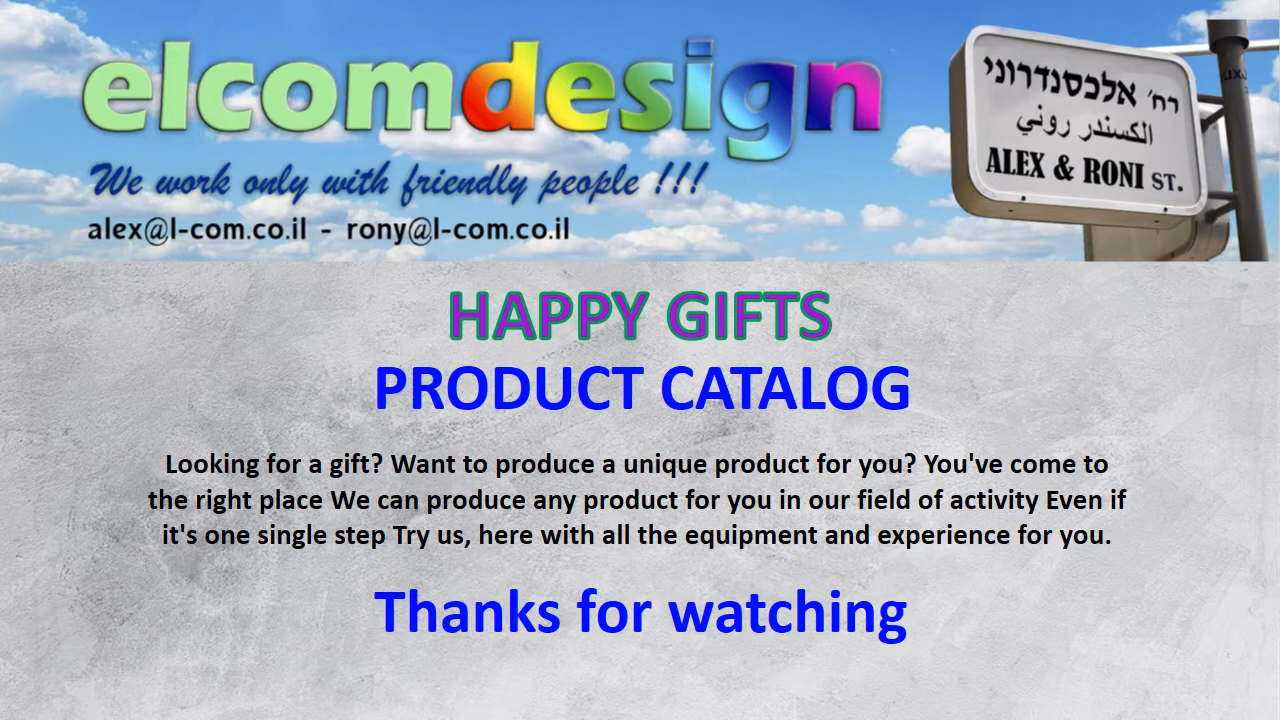 elcomdesign
We work only with friendly people !!!
alex@l-com.co.il - rony@l-com.co.il
רח' אלכסנדרוני
الكسندر روني
ALEX & RONI ST.
HAPPY GIFTS
PRODUCT CATALOG
Looking for a gift? Want to produce a unique product for you? You've come to
the right place We can produce any product for you in our field of activity Even if
it's one single step Try us, here with all the equipment and experience for you.
Thanks for watching